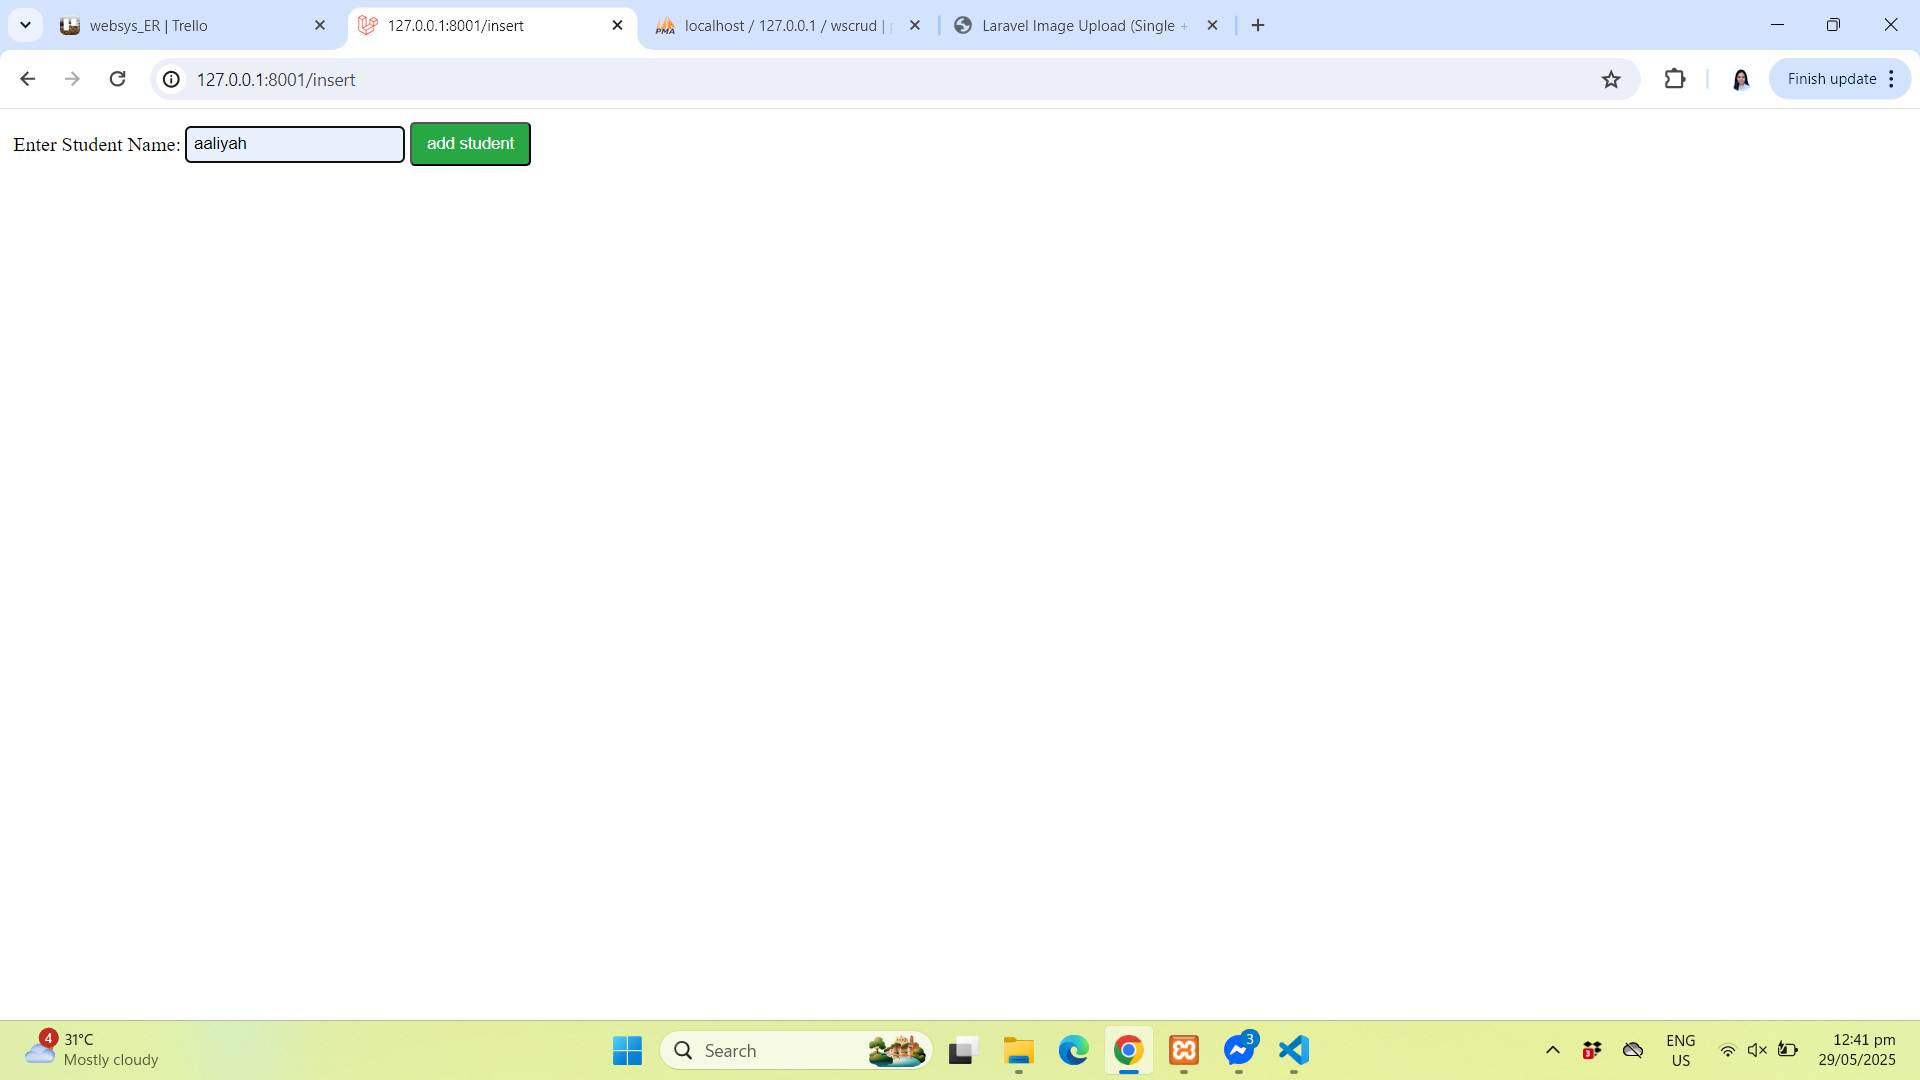 websys_ER | Trello
127.0.0.1:8001/insert
localhost / 127.0.0.1 / wscrud |
Laravel Image Upload (Single +
127.0.0.1:8001/insert
Finish update
Enter Student Name: aaliyah add student
4
31°C
Mostly cloudy
Search
3
3
ENG
US
12:41 pm
29/05/2025
PMA